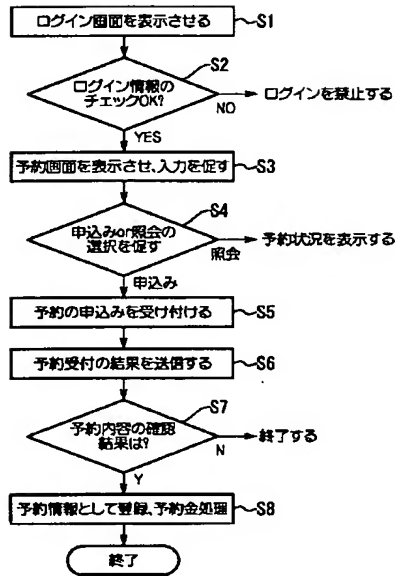 ログイン画面を表示させる
S1
S2
ログイン情報の
チェックOK?
NO
ログインを禁止する
YES
予約画面を表示させ、入力を促す
S3
S4
申込みor照会の
選択を促す
照会
予約状況を表示する
申込み
予約の申込みを受け付ける
S5
予約受付の結果を送信する
S6
S7
予約内容の確認
結果は?
N
終了する
Y
予約情報として登録、予約金処理
S8
終了